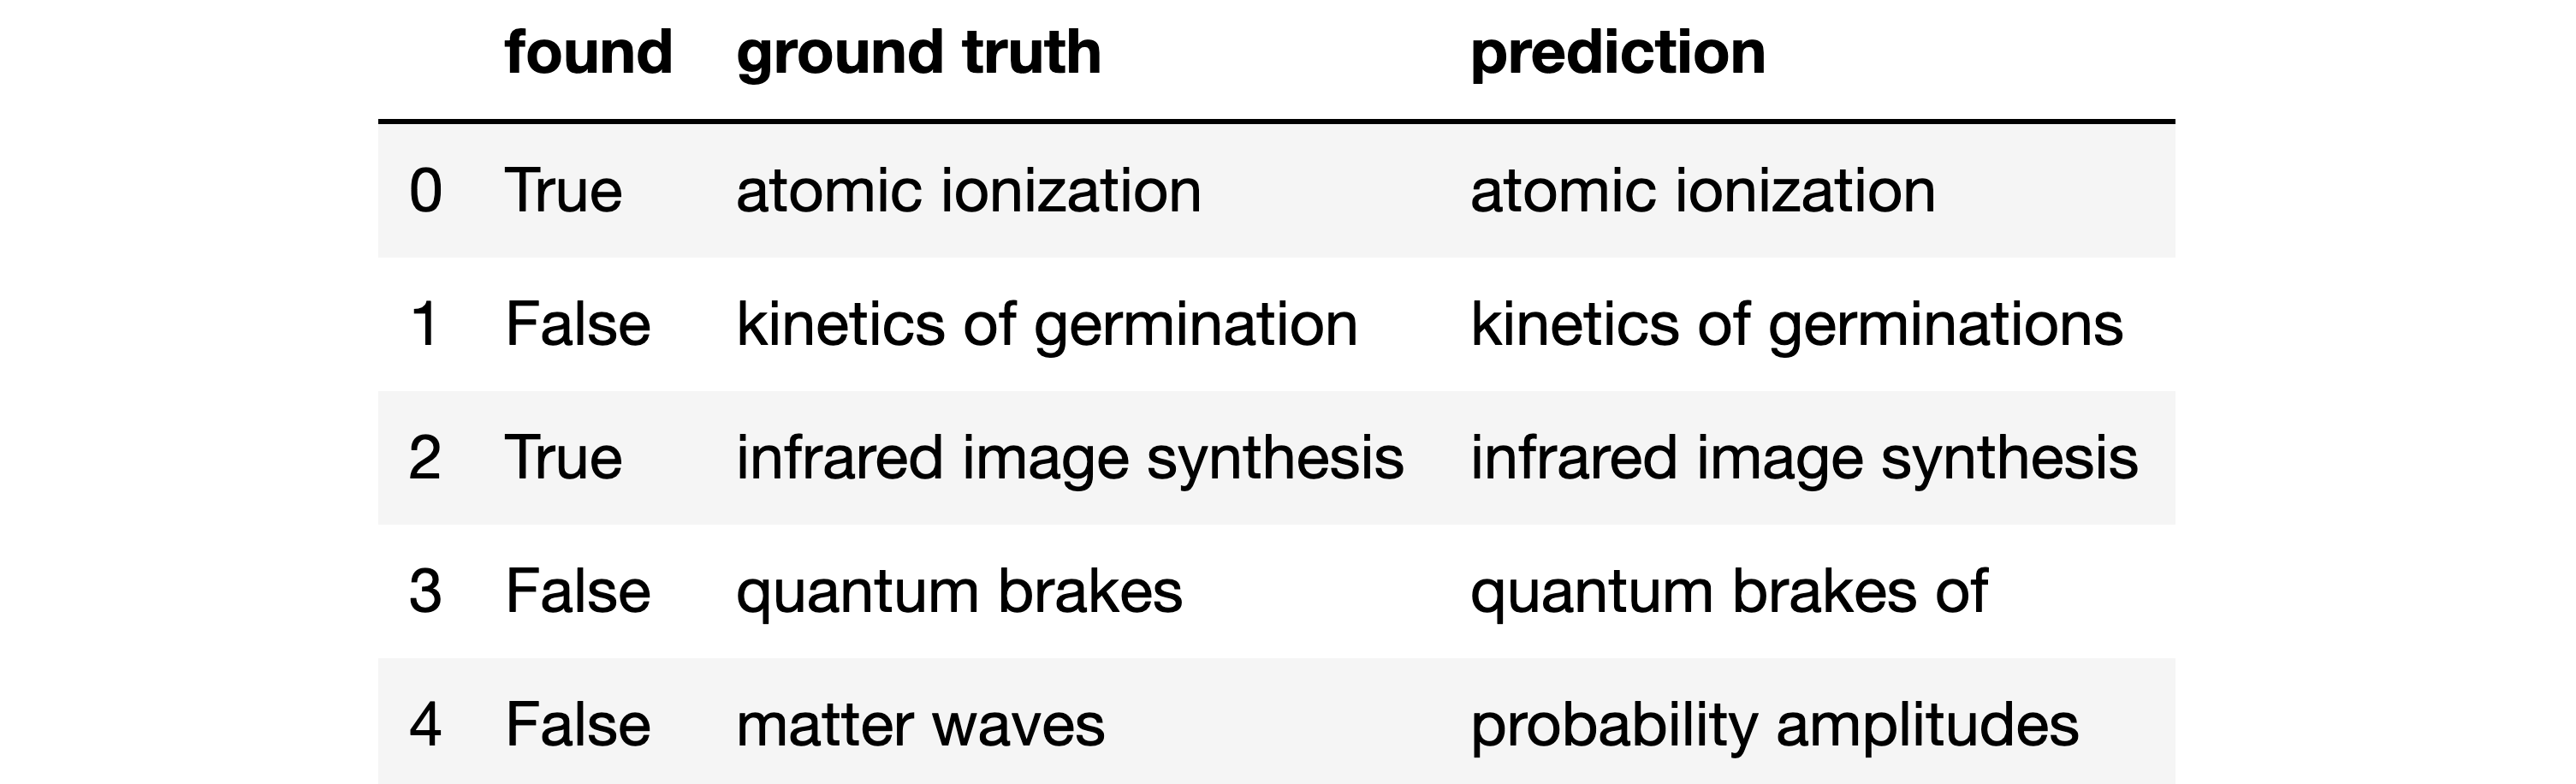 found ground truth prediction
0 True atomic ionization atomic ionization
1 False kinetics of germination kinetics of germinations
2 True infrared image synthesis infrared image synthesis
3 False quantum brakes quantum brakes of
4 False matter waves probability amplitudes